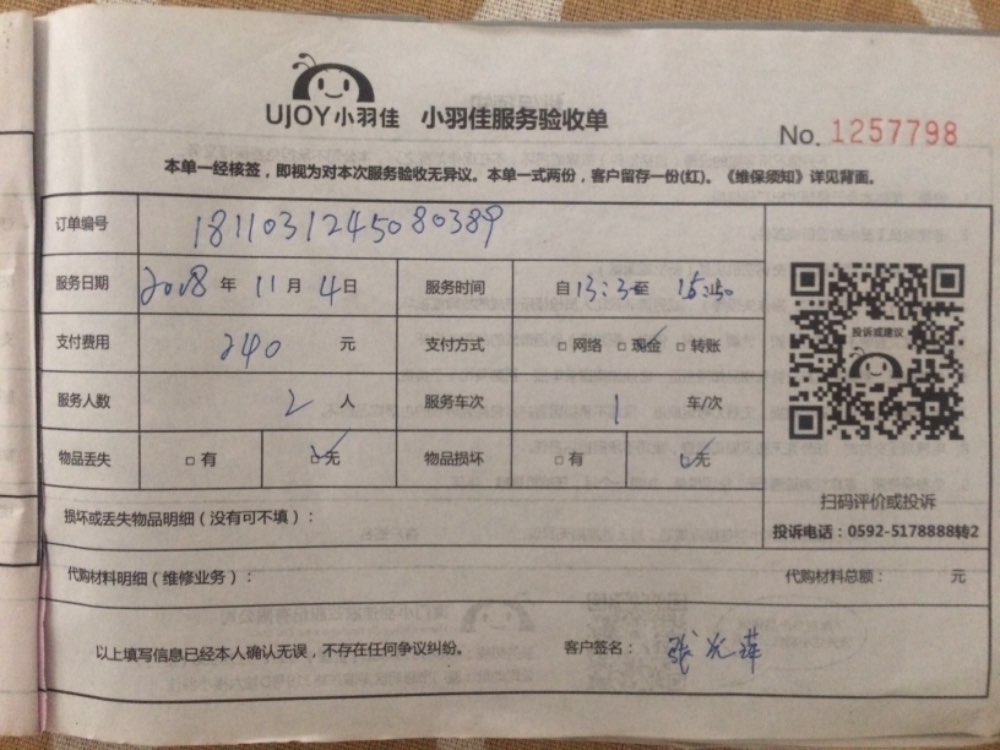 UJOY小羽佳 小羽佳服务验收单
No. 1257798
本单一经核签，即视为对本次服务验收无异议。本单一式两份，客户留存一份(红)。《维保须知》详见背面。
订单编号 1811031245080389
服务日期 2018 年 11 月 4 日 服务时间 自 13:30 至 15:50
支付费用 240 元 支付方式 □ 网络 □ 现金 □ 转账
服务人数 2 人 服务车次 1 车/次
物品丢失 □ 有 □ 无 物品损坏 □ 有 □ 无
投诉或建议
扫码评价或投诉
投诉电话：0592-5178888转2
损坏或丢失物品明细（没有可不填）：
代购材料明细（维修业务）： 代购材料总额： 元
以上填写信息已经本人确认无误，不存在任何争议纠纷。 客户签名： 张